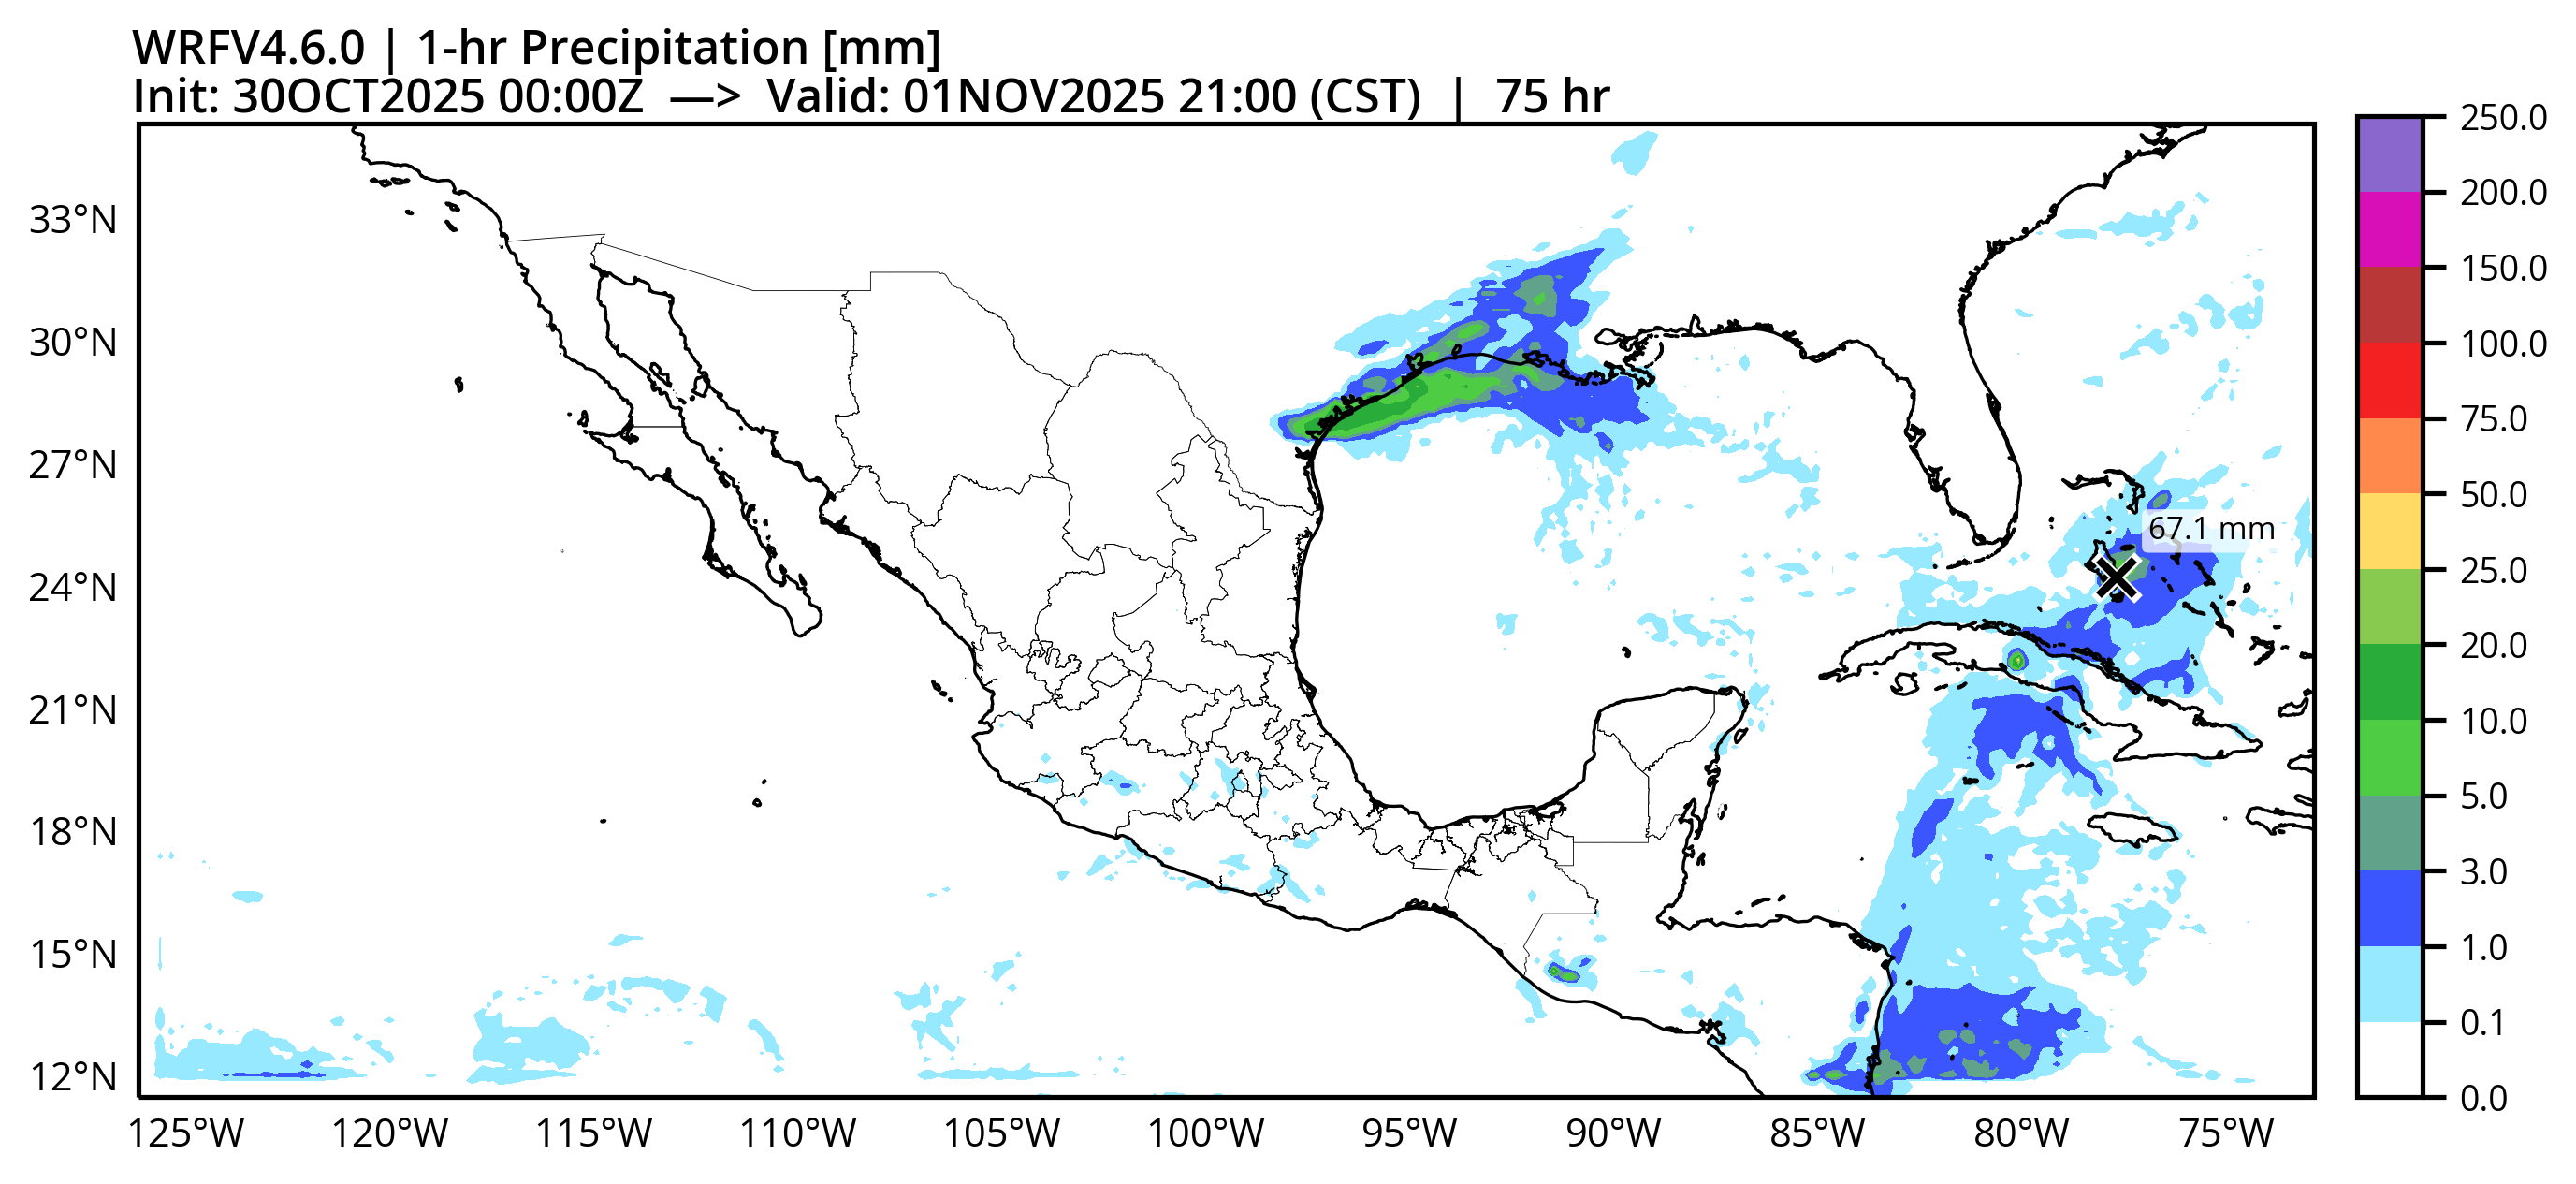 WRFV4.6.0 | 1-hr Precipitation [mm]
Init: 30OCT2025 00:00Z —> Valid: 01NOV2025 21:00 (CST) | 75 hr
33°N
30°N
27°N
24°N
21°N
18°N
15°N
12°N
67.1 mm
125°W 120°W 115°W 110°W 105°W 100°W 95°W 90°W 85°W 80°W 75°W
250.0
200.0
150.0
100.0
75.0
50.0
25.0
20.0
10.0
5.0
3.0
1.0
0.1
0.0